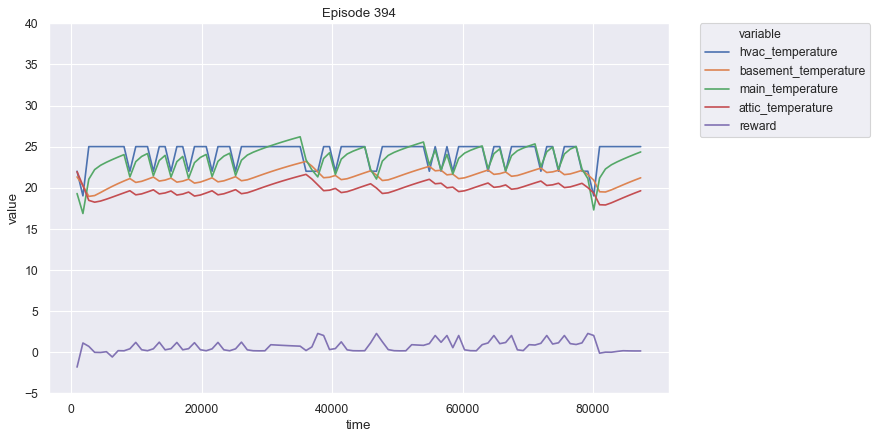 Episode 394
40
35
30
25
20
15
10
5
0
−5
value
0
20000
40000
60000
80000
time
variable
hvac_temperature
basement_temperature
main_temperature
attic_temperature
reward